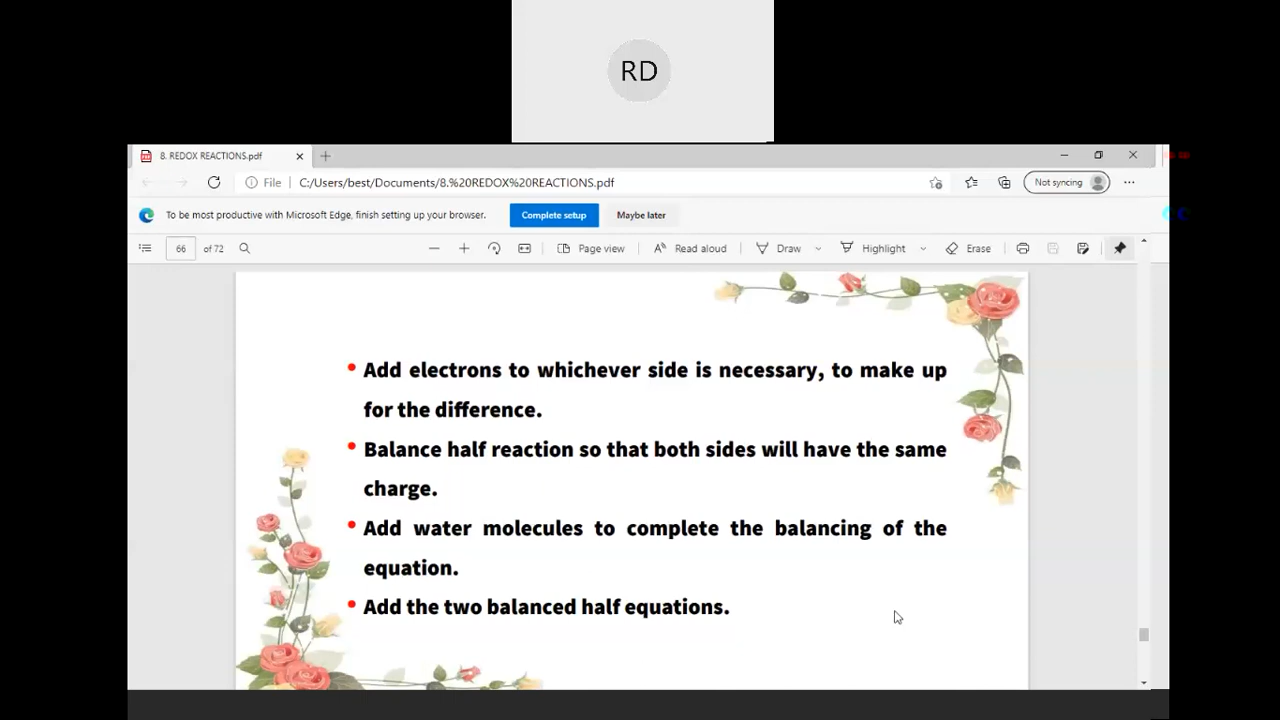 RD
8. REDOX REACTIONS.pdf
File C:/Users/best/Documents/8.%20REDOX%20REACTIONS.pdf Not syncing
To be most productive with Microsoft Edge, finish setting up your browser. Complete setup Maybe later
66 of 72 Page view Read aloud Draw Highlight Erase
• Add electrons to whichever side is necessary, to make up
for the difference.
• Balance half reaction so that both sides will have the same
charge.
• Add water molecules to complete the balancing of the
equation.
• Add the two balanced half equations.